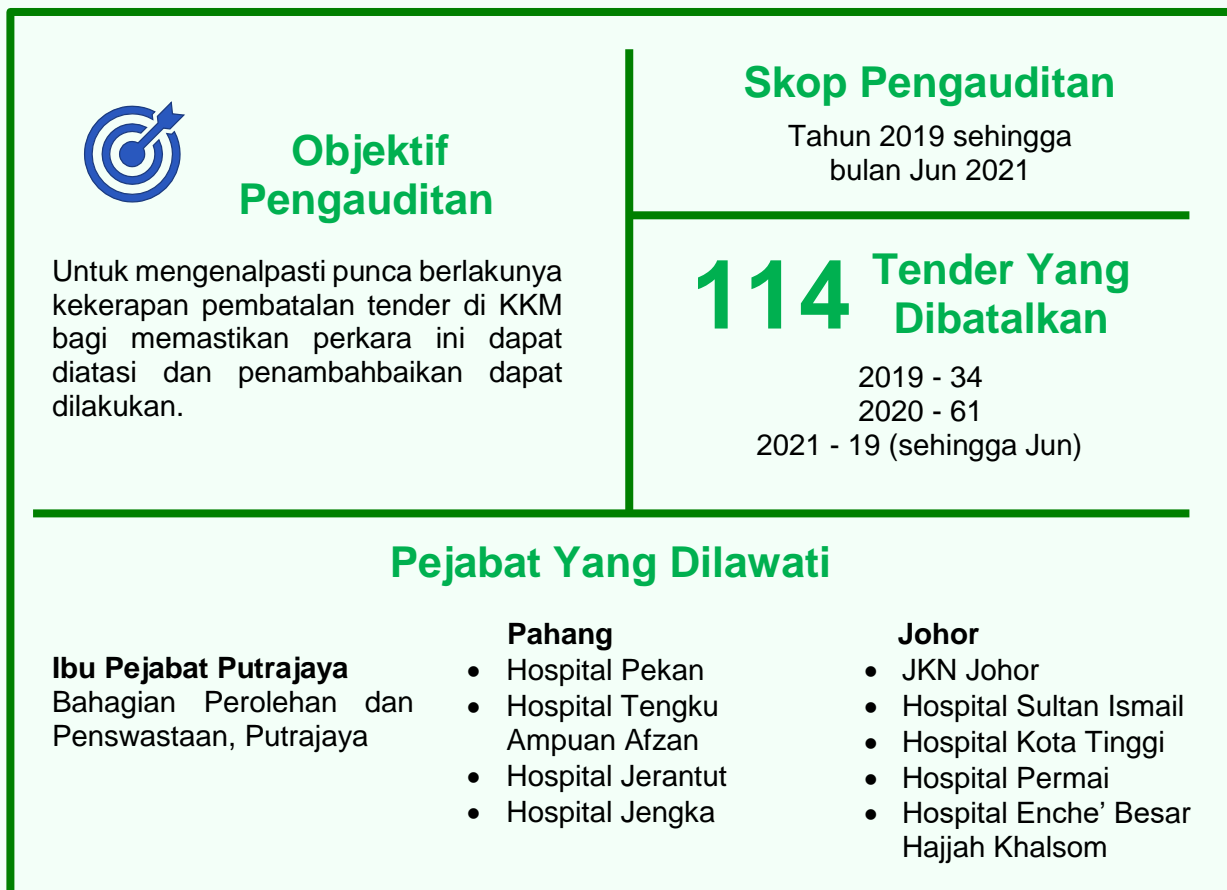 Objektif
Pengauditan
Untuk mengenalpasti punca berlakunya
kekerapan pembatalan tender di KKM
bagi memastikan perkara ini dapat
diatasi dan penambahbaikan dapat
dilakukan.
Skop Pengauditan
Tahun 2019 sehingga
bulan Jun 2021
114 Tender Yang
Dibatalkan
2019 - 34
2020 - 61
2021 - 19 (sehingga Jun)
Pejabat Yang Dilawati
Ibu Pejabat Putrajaya
Bahagian Perolehan dan
Penswastaan, Putrajaya
Pahang
• Hospital Pekan
• Hospital Tengku
Ampuan Afzan
• Hospital Jerantut
• Hospital Jengka
Johor
• JKN Johor
• Hospital Sultan Ismail
• Hospital Kota Tinggi
• Hospital Permai
• Hospital Enche’ Besar
Hajjah Khalsom